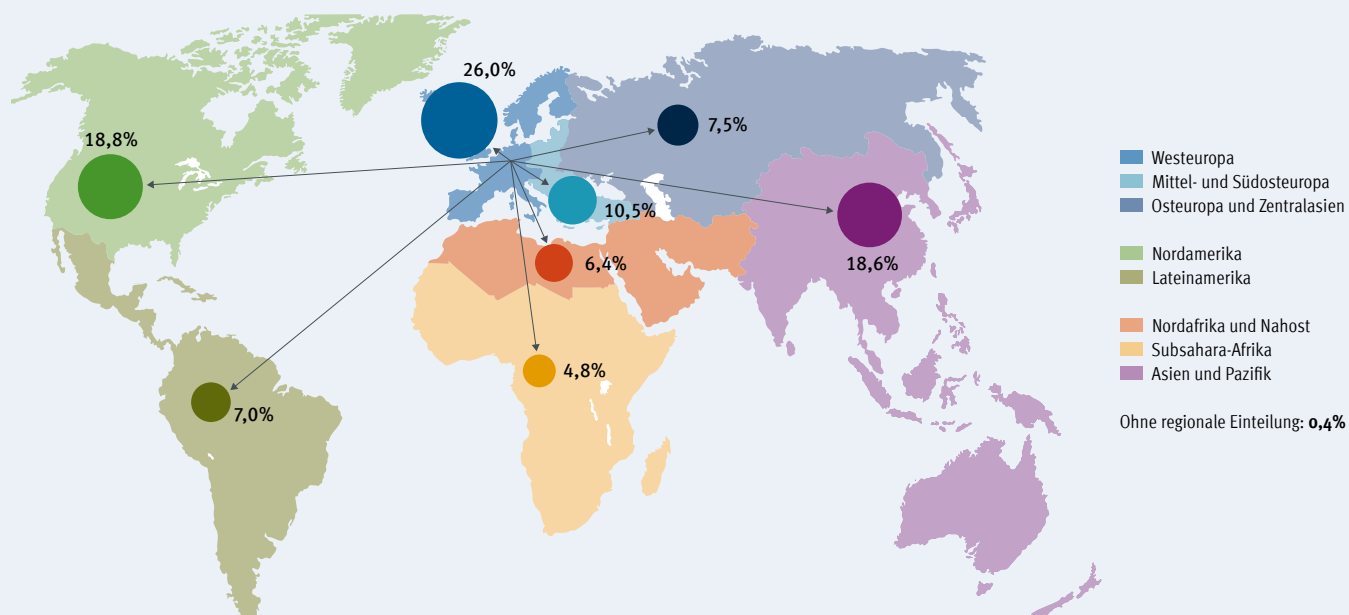 26,0%
18,8%
7,5%
10,5%
6,4%
18,6%
4,8%
7,0%
Westeuropa
Mittel- und Südosteuropa
Osteuropa und Zentralasien
Nordamerika
Lateinamerika
Nordafrika und Nahost
Subsahara-Afrika
Asien und Pazifik
Ohne regionale Einteilung: 0,4%